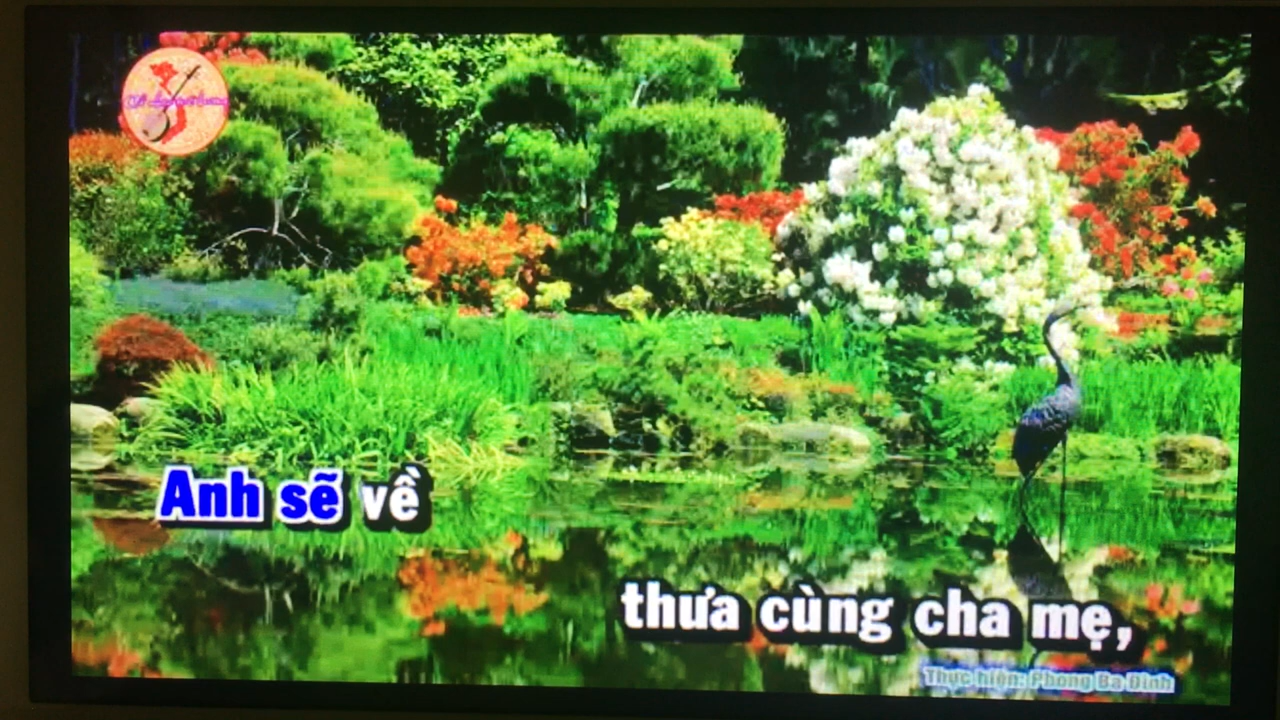 Anh sẽ về
thưa cùng cha mẹ,
Thực hiện: Phong Ba Đình